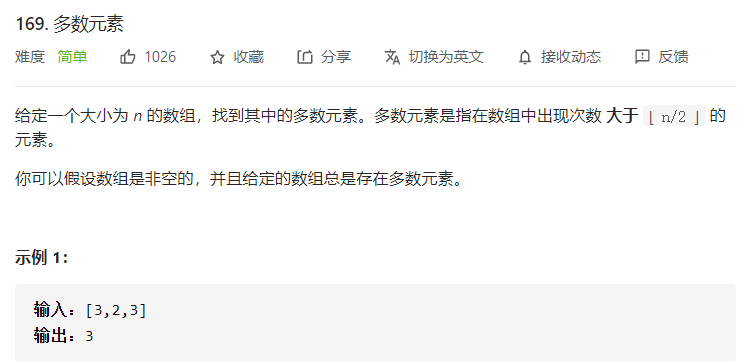 169. 多数元素
难度 简单 1026 收藏 分享 切换为英文 接收动态 反馈
给定一个大小为 n 的数组，找到其中的多数元素。多数元素是指在数组中出现次数 大于 ⌊ n/2 ⌋ 的
元素。
你可以假设数组是非空的，并且给定的数组总是存在多数元素。
示例 1：
输入：[3,2,3]
输出：3